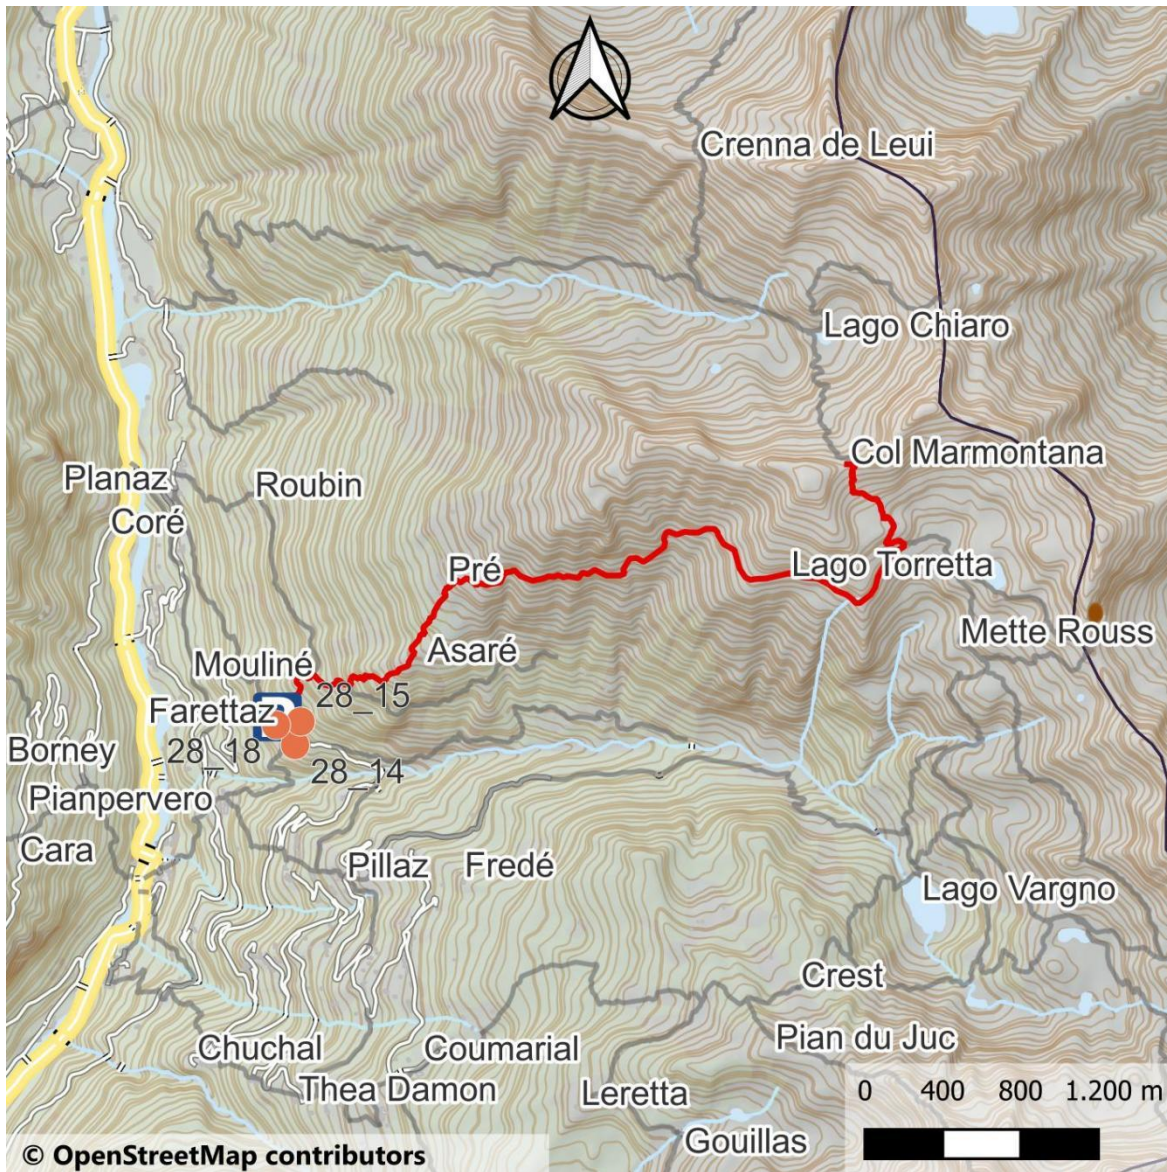 Crenna de Leui
Lago Chiaro
Col Marmontana
Planaz
Roubin
Coré
Pré
Lago Torretta
Asaré
Mette Rouss
Mouliné
28_15
Farettaz
28_18
28_14
Borney
Pianpervero
Cara
Pillaz
Fredé
Lago Vargno
Crest
Pian du Juc
Chuchal
Coumarial
Thea Damon
Leretta
Gouillas
0 400 800 1.200 m
© OpenStreetMap contributors